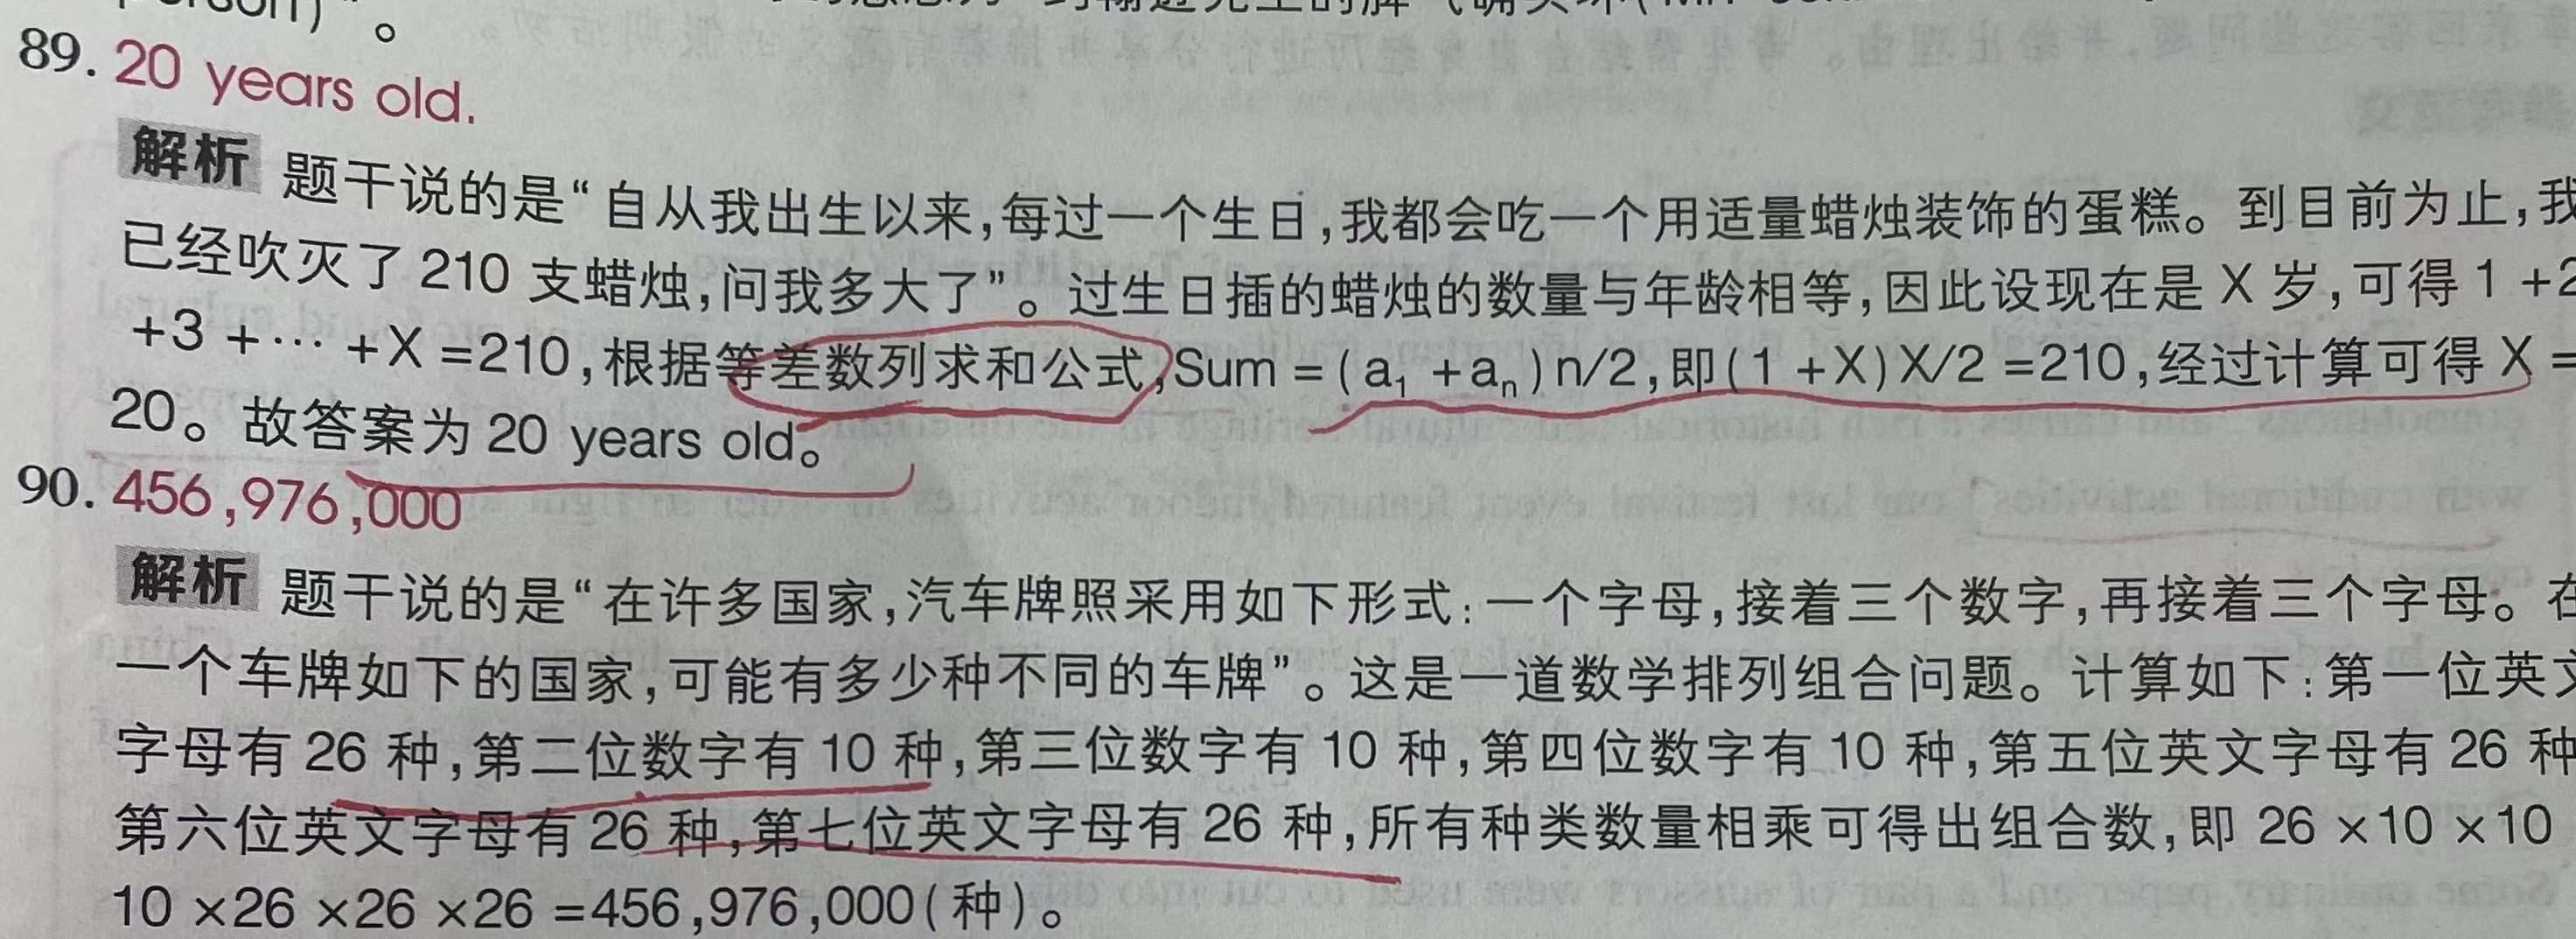 person)"。
89. 20 years old.
解析 题干说的是“自从我出生以来,每过一个生日,我都会吃一个用适量蜡烛装饰的蛋糕。到目前为止,我
已经吹灭了 210 支蜡烛,问我多大了”。过生日插的蜡烛的数量与年龄相等,因此设现在是 X 岁,可得 1 +2
+3 +… +X =210,根据等差数列求和公式,Sum =(a₁ +aₙ)n/2,即(1 +X)X/2 =210,经过计算可得 X =
20。故答案为 20 years old。
90. 456,976,000
解析 题干说的是“在许多国家,汽车牌照采用如下形式:一个字母,接着三个数字,再接着三个字母。在
一个车牌如下的国家,可能有多少种不同的车牌”。这是一道数学排列组合问题。计算如下:第一位英文
字母有 26 种,第二位数字有 10 种,第三位数字有 10 种,第四位数字有 10 种,第五位英文字母有 26 种
第六位英文字母有 26 种,第七位英文字母有 26 种,所有种类数量相乘可得出组合数,即 26 ×10 ×10
10 ×26 ×26 ×26 =456,976,000(种)。